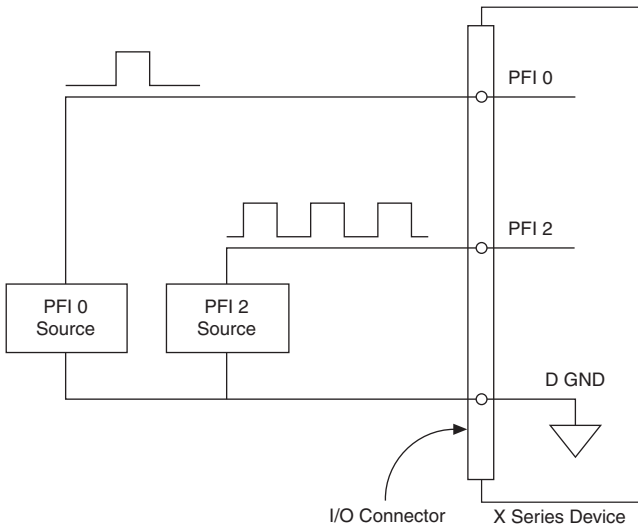 PFI 0
PFI 2
PFI 0
Source
PFI 2
Source
D GND
I/O Connector
X Series Device